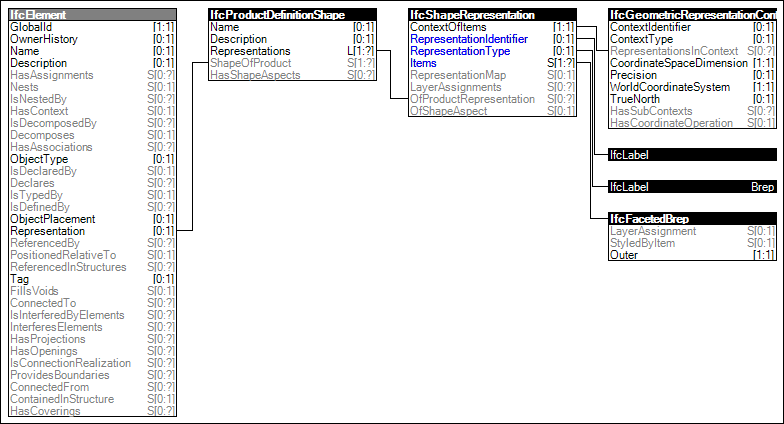 IfcElement
GlobalId [1:1]
OwnerHistory [0:1]
Name [0:1]
Description [0:1]
HasAssignments S[0:?]
Nests S[0:1]
IsNestedBy S[0:?]
HasContext S[0:1]
IsDecomposedBy S[0:?]
Decomposes S[0:1]
HasAssociations S[0:?]
ObjectType [0:1]
IsDeclaredBy S[0:1]
Declares S[0:?]
IsTypedBy S[0:1]
IsDefinedBy S[0:?]
ObjectPlacement [0:1]
Representation [0:1]
ReferencedBy S[0:?]
PositionedRelativeTo S[0:1]
ReferencedInStructures S[0:?]
Tag [0:1]
FillsVoids S[0:1]
ConnectedTo S[0:?]
IsInterferedByElements S[0:?]
InterferesElements S[0:?]
HasProjections S[0:?]
HasOpenings S[0:?]
IsConnectionRealization S[0:?]
ProvidesBoundaries S[0:?]
ConnectedFrom S[0:?]
ContainedInStructure S[0:1]
HasCoverings S[0:?]
IfcProductDefinitionShape
Name [0:1]
Description [0:1]
Representations L[1:?]
ShapeOfProduct S[1:?]
HasShapeAspects S[0:?]
IfcShapeRepresentation
ContextOfItems [1:1]
RepresentationIdentifier [0:1]
RepresentationType [0:1]
Items S[1:?]
RepresentationMap S[0:1]
LayerAssignments S[0:?]
OfProductRepresentation S[0:?]
OfShapeAspect S[0:1]
IfcGeometricRepresentationCon
ContextIdentifier [0:1]
ContextType [0:1]
RepresentationsInContext S[0:?]
CoordinateSpaceDimension [1:1]
Precision [0:1]
WorldCoordinateSystem [1:1]
TrueNorth [0:1]
HasSubContexts S[0:?]
HasCoordinateOperation S[0:1]
IfcLabel
IfcLabel Brep
IfcFacetedBrep
LayerAssignment S[0:1]
StyledByItem S[0:1]
Outer [1:1]